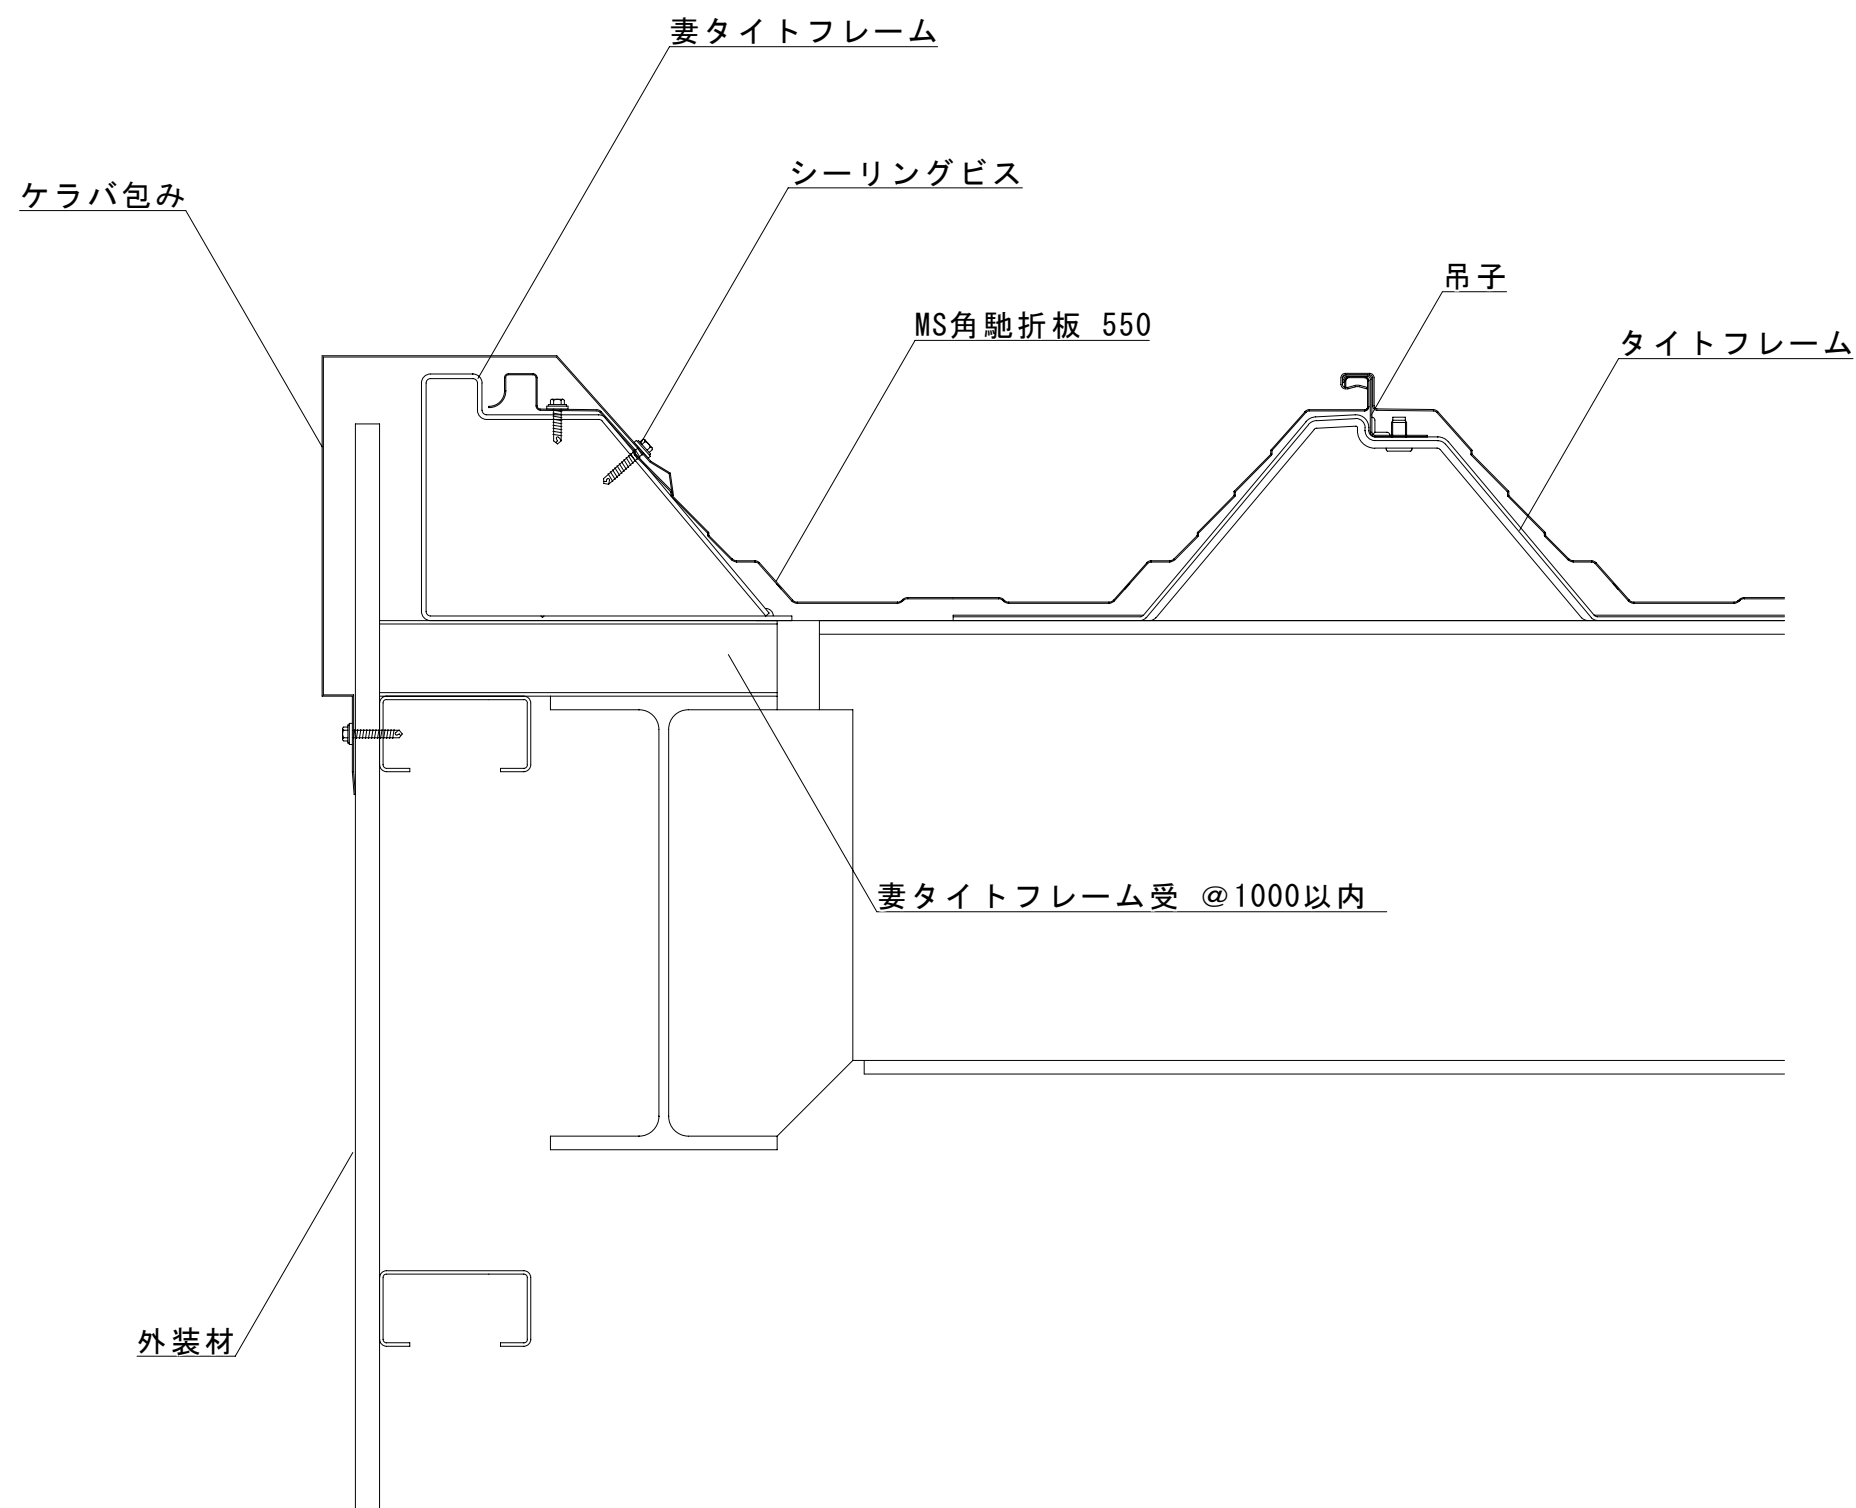 妻タイトフレーム
シーリングビス
ケラバ包み
吊子
MS角馳折板 550
タイトフレーム
妻タイトフレーム受 @1000以内
外装材